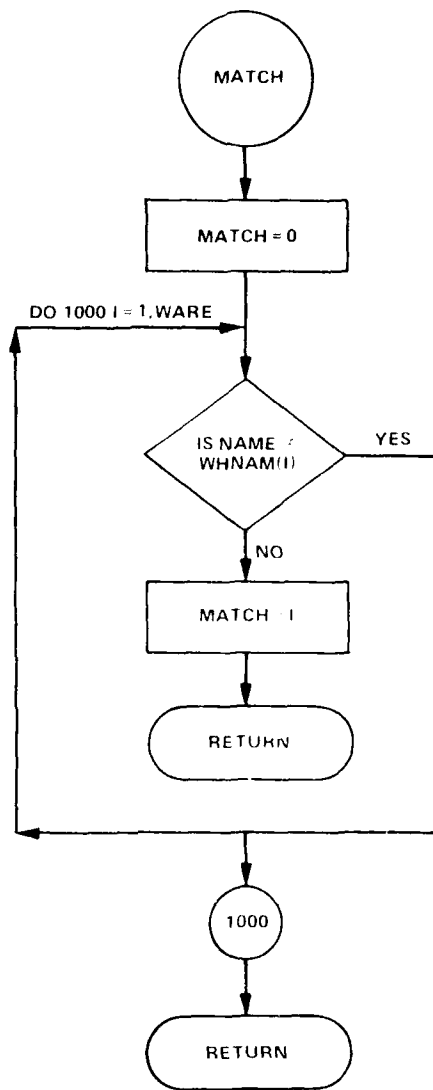 MATCH
MATCH = 0
DO 1000 I = 1, WARE
IS NAME
WHNAM(I)
YES
NO
MATCH I
RETURN
1000
RETURN